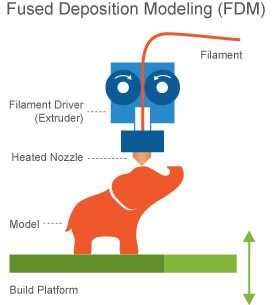 Fused Deposition Modeling (FDM)
Filament
Filament Driver
(Extruder)
Heated Nozzle
Model
Build Platform